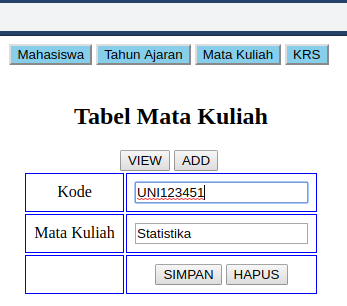 Mahasiswa Tahun Ajaran Mata Kuliah KRS
Tabel Mata Kuliah
VIEW ADD
Kode UNI123451
Mata Kuliah Statistika
SIMPAN HAPUS